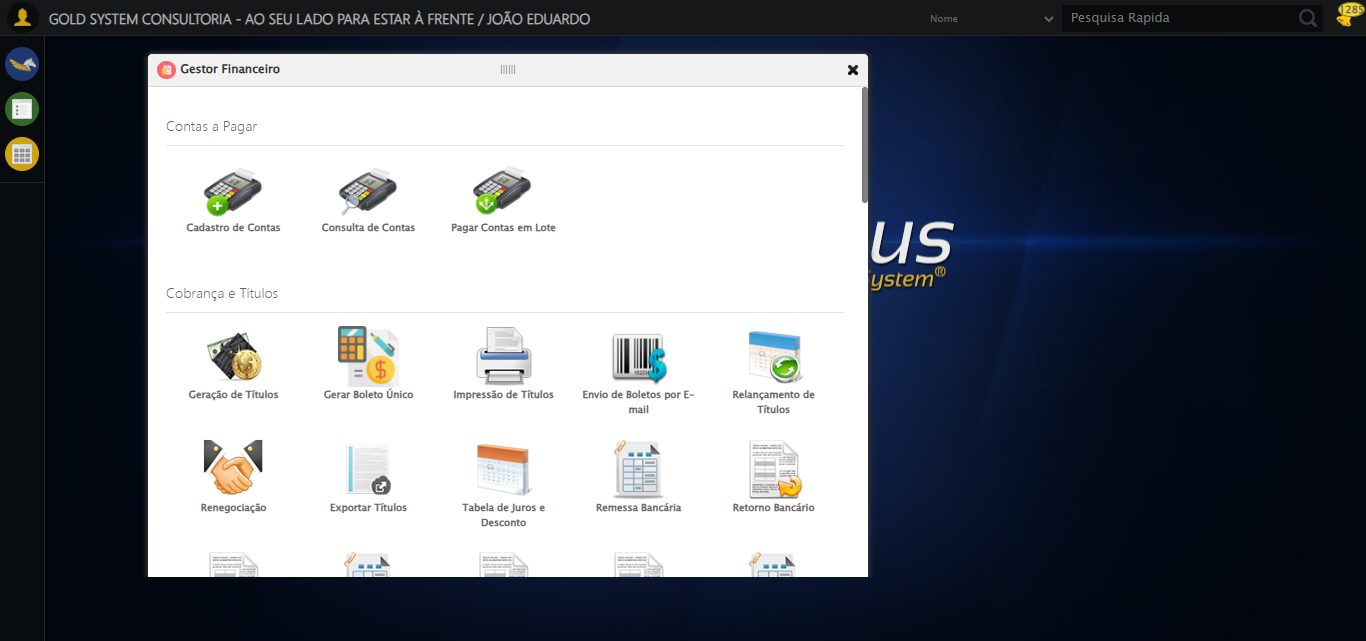 GOLD SYSTEM CONSULTORIA - AO SEU LADO PARA ESTAR À FRENTE / JOÃO EDUARDO
Nome
Pesquisa Rapida
1285
Gestor Financeiro
Contas a Pagar
Cadastro de Contas
Consulta de Contas
Pagar Contas em Lote
us
ystem®
Cobrança e Títulos
Geração de Títulos
Gerar Boleto Único
Impressão de Títulos
Envio de Boletos por E-
mail
Relançamento de
Títulos
Renegociação
Exportar Títulos
Tabela de Juros e
Desconto
Remessa Bancária
Retorno Bancário